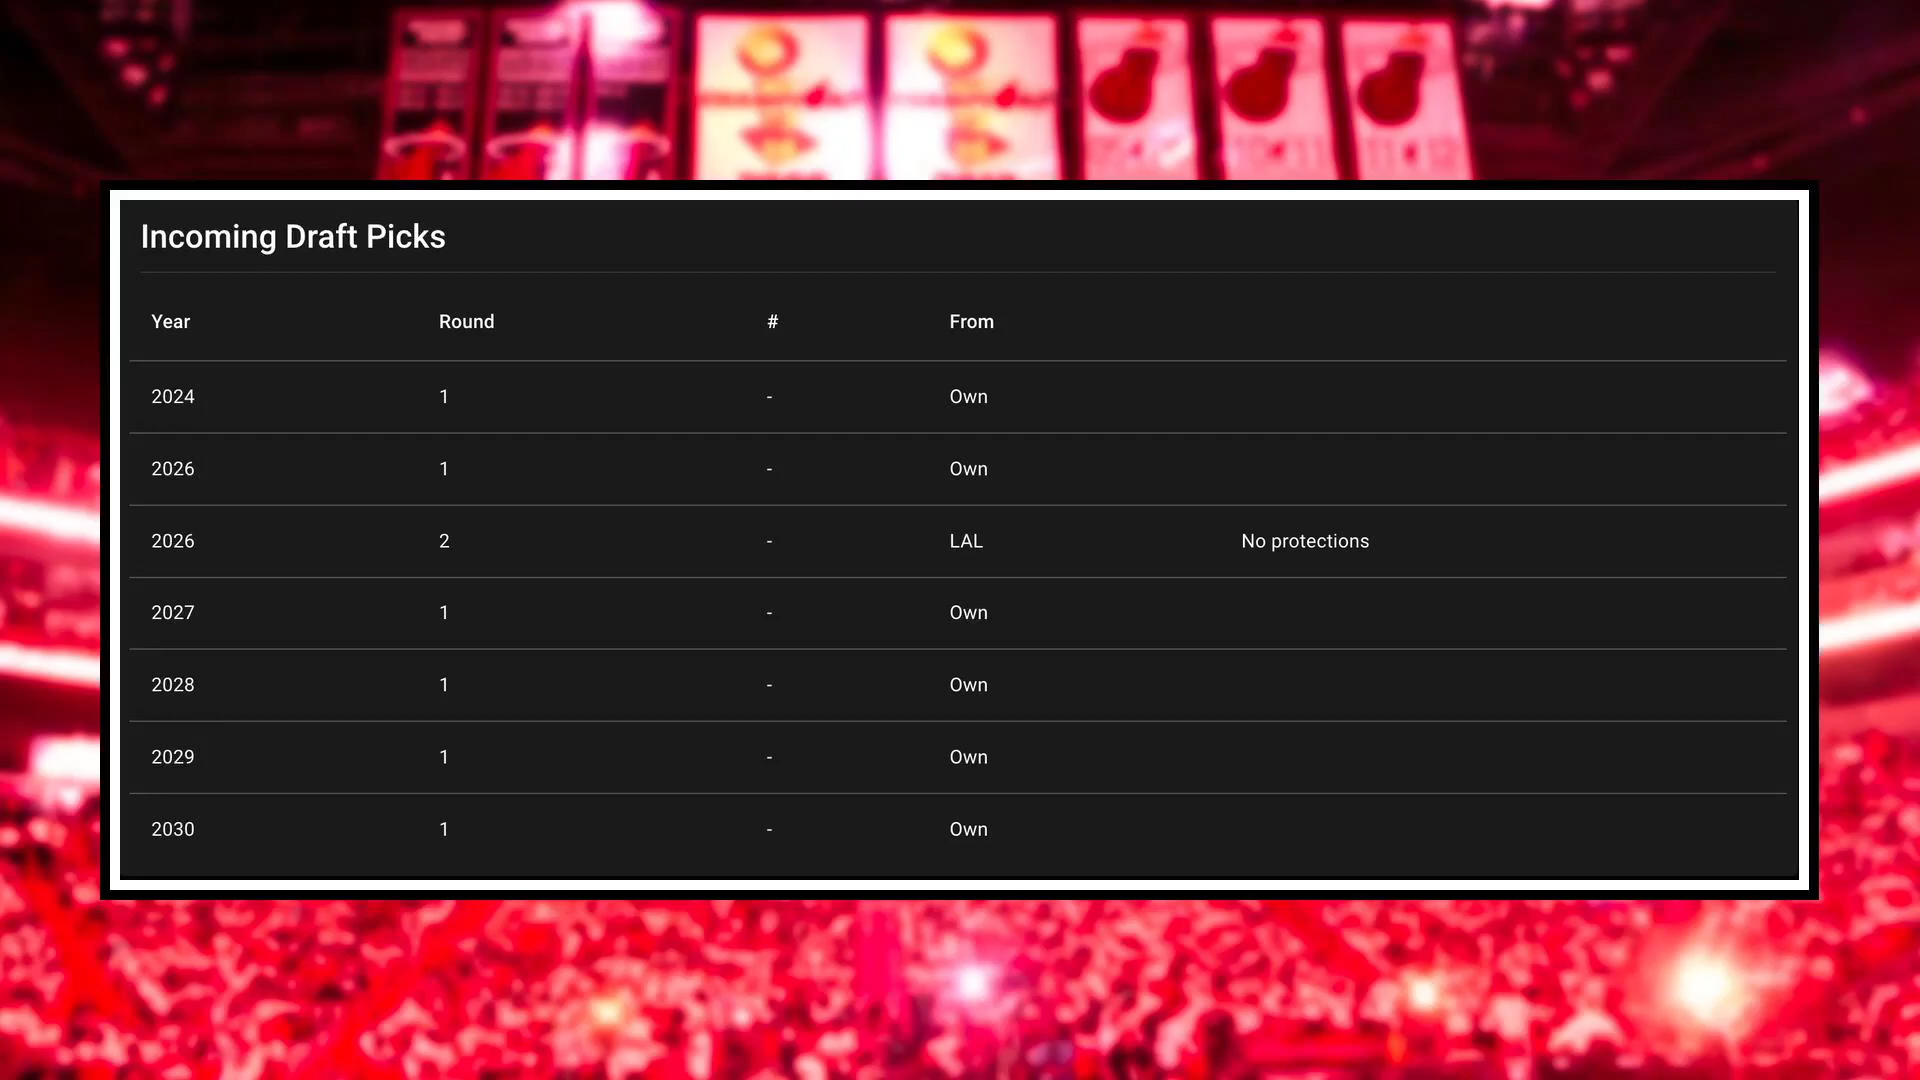 Incoming Draft Picks
Year Round # From
2024 1 - Own
2026 1 - Own
2026 2 - LAL No protections
2027 1 - Own
2028 1 - Own
2029 1 - Own
2030 1 - Own